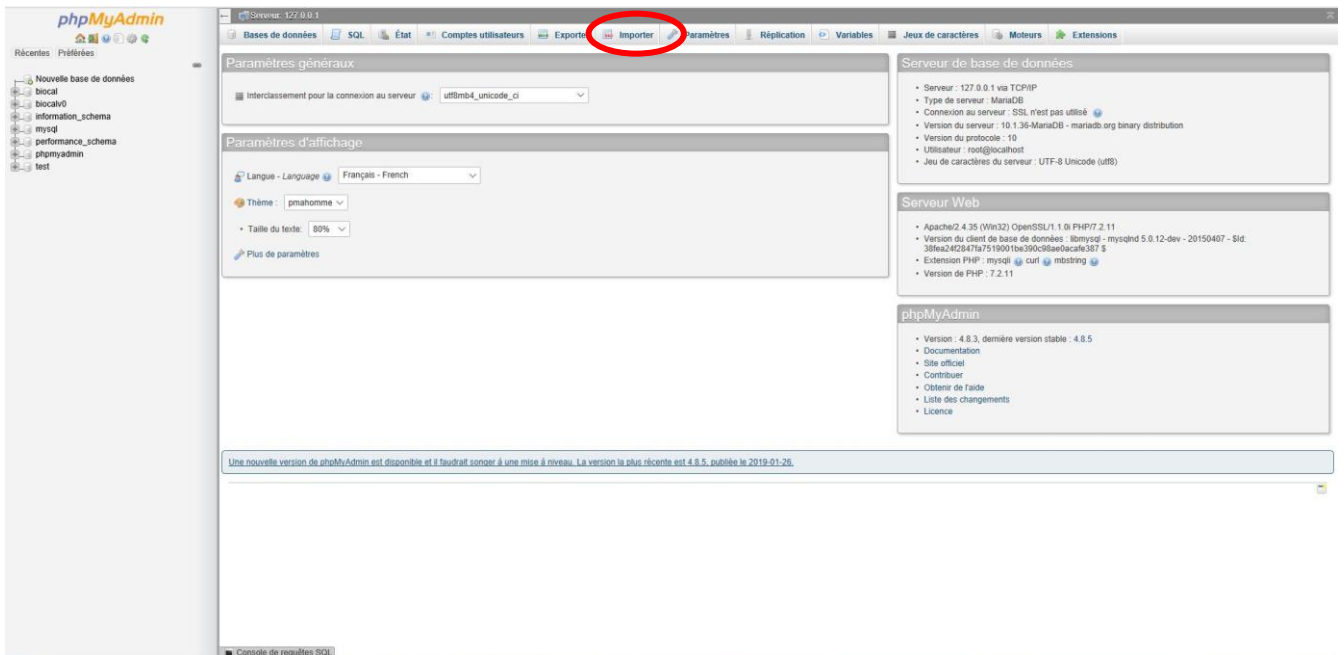 phpMyAdmin
Récentes Préférées
Nouvelle base de données
biocal
biocalv0
information_schema
mysql
performance_schema
phpmyadmin
test
Serveur: 127.0.0.1
Bases de données SQL État Comptes utilisateurs Exporter Importer Paramètres Réplication Variables Jeux de caractères Moteurs Extensions
Paramètres généraux
Interclassement pour la connexion au serveur : utf8mb4_unicode_ci
Paramètres d'affichage
Langue - Language Français - French
Thème : pmahomme
• Taille du texte: 80%
Plus de paramètres
Serveur de base de données
• Serveur : 127.0.0.1 via TCP/IP
• Type de serveur : MariaDB
• Connexion au serveur : SSL n'est pas utilisé
• Version du serveur : 10.1.36-MariaDB - mariadb.org binary distribution
• Version du protocole : 10
• Utilisateur : root@localhost
• Jeu de caractères du serveur : UTF-8 Unicode (utf8)
Serveur Web
• Apache/2.4.35 (Win32) OpenSSL/1.1.0i PHP/7.2.11
• Version du client de base de données : libmysql - mysqlnd 5.0.12-dev - 20150407 - $Id:
38fea24f2847fa7519001be390c98ae0acafe387 $
• Extension PHP : mysqli curl mbstring
• Version de PHP : 7.2.11
phpMyAdmin
• Version : 4.8.3, dernière version stable : 4.8.5
• Documentation
• Site officiel
• Contribuer
• Obtenir de l'aide
• Liste des changements
• Licence
Une nouvelle version de phpMyAdmin est disponible et il faudrait songer à une mise à niveau. La version la plus récente est 4.8.5, publiée le 2019-01-26.
Console de requêtes SQL